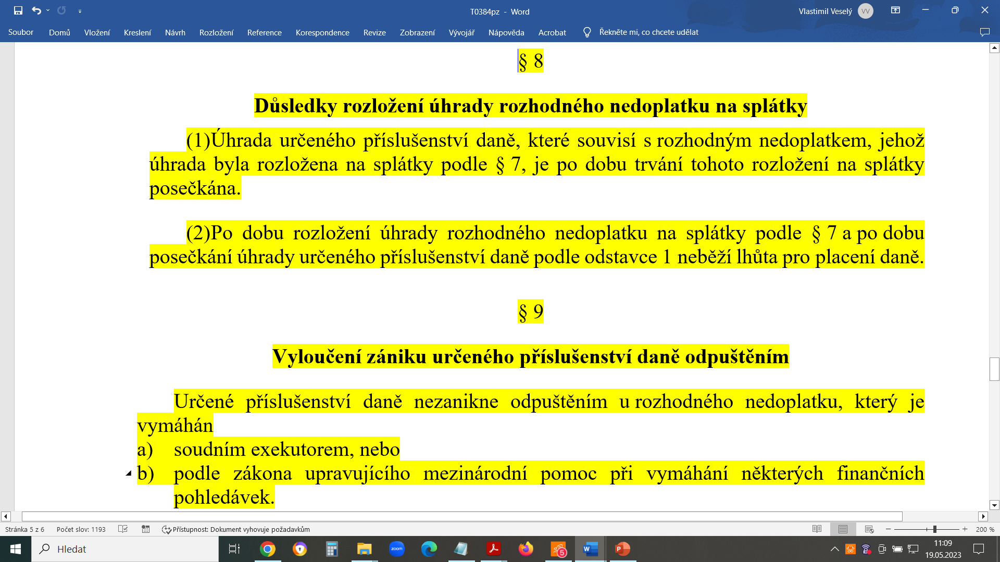 T0384pz - Word
Vlastimil Veselý
VV
Soubor Domů Vložení Kreslení Návrh Rozložení Reference Korespondence Revize Zobrazení Vývojář Nápověda Acrobat Řekněte mi, co chcete udělat
§ 8
Důsledky rozložení úhrady rozhodného nedoplatku na splátky
(1)Úhrada určeného příslušenství daně, které souvisí s rozhodným nedoplatkem, jehož
úhrada byla rozložena na splátky podle § 7, je po dobu trvání tohoto rozložení na splátky
posečkána.
(2)Po dobu rozložení úhrady rozhodného nedoplatku na splátky podle § 7 a po dobu
posečkání úhrady určeného příslušenství daně podle odstavce 1 neběží lhůta pro placení daně.
§ 9
Vyloučení zániku určeného příslušenství daně odpuštěním
Určené příslušenství daně nezanikne odpuštěním u rozhodného nedoplatku, který je
vymáhán
a) soudním exekutorem, nebo
b) podle zákona upravujícího mezinárodní pomoc při vymáhání některých finančních
pohledávek.
Stránka 5 z 6 Počet slov: 1193 Přístupnost: Dokument vyhovuje požadavkům 200 %
Hledat
zoom
5
W
P
11:09
19.05.2023